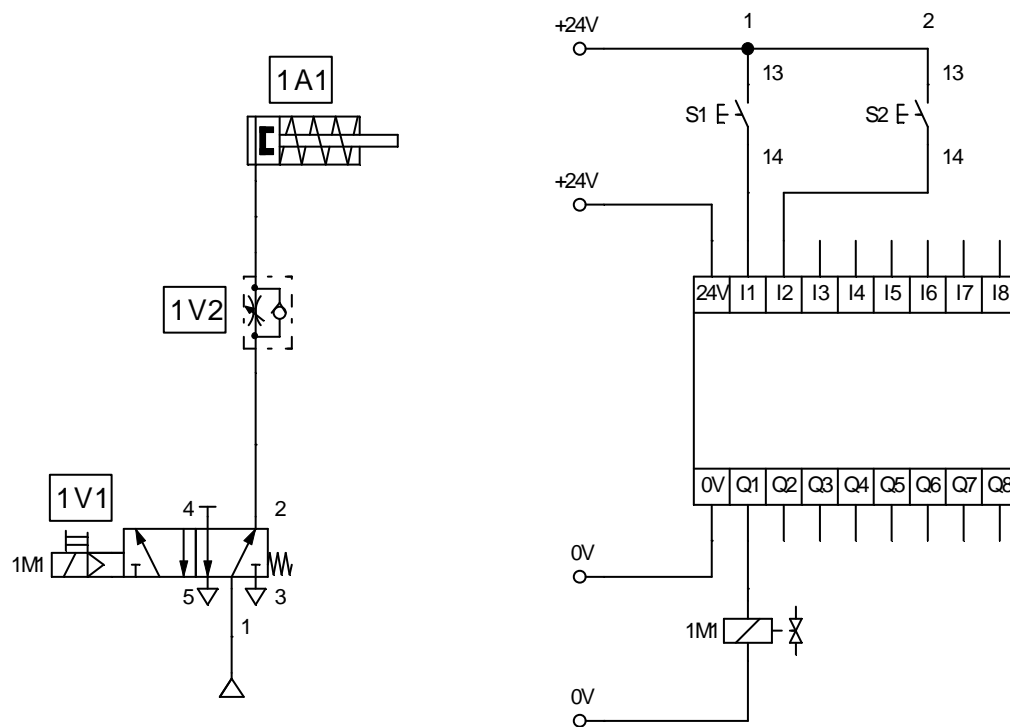 1A1
1V2
1V1
4 2
1M1
5 3
1
1 2
+24V
13 13
S1 S2
14 14
+24V
24V I1 I2 I3 I4 I5 I6 I7 I8
0V Q1 Q2 Q3 Q4 Q5 Q6 Q7 Q8
0V
1M1
0V